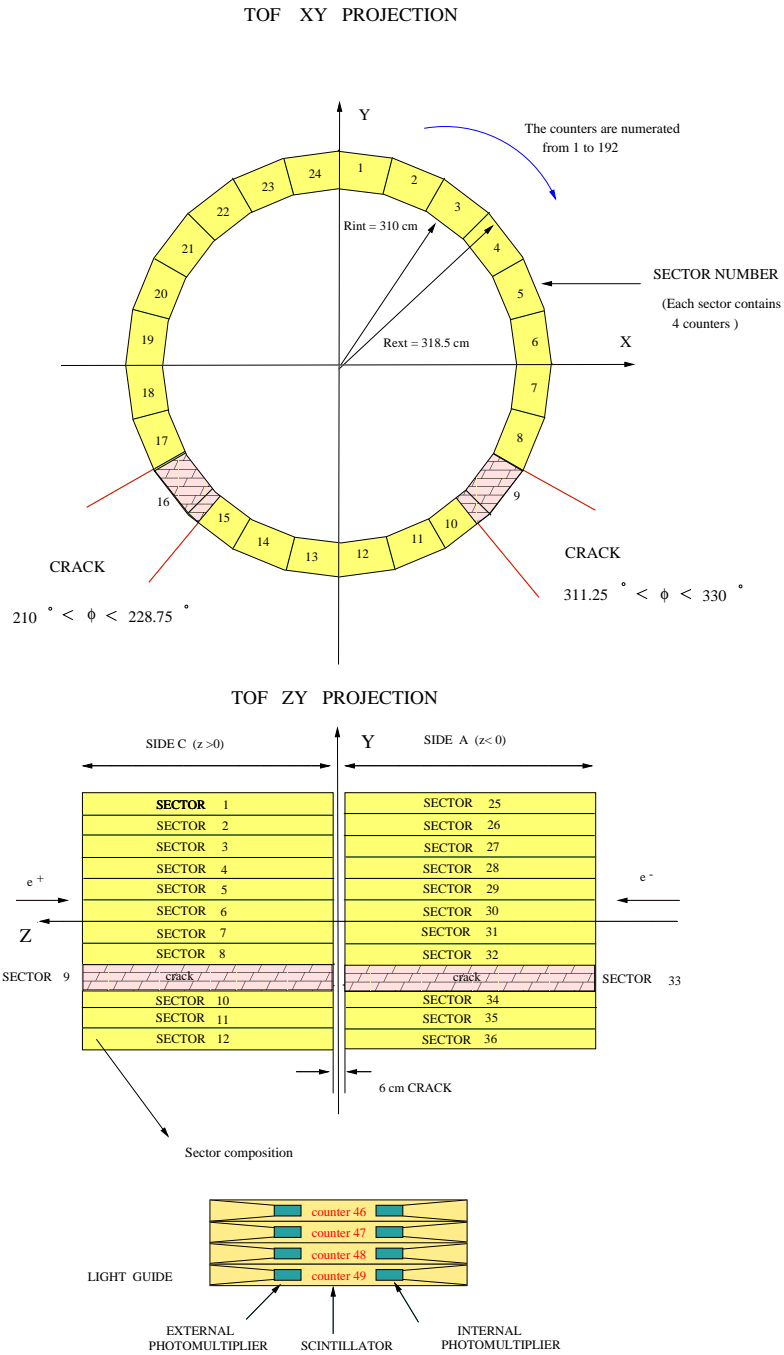 TOF XY PROJECTION
Y
The counters are numerated
from 1 to 192
24 1
23 2
22 3
Rint = 310 cm
21 4
SECTOR NUMBER
20 5
(Each sector contains
4 counters )
19 6
Rext = 318.5 cm
X
18 7
17 8
16 9
15 10
14 11
13 12
CRACK
CRACK
210 ° < ϕ < 228.75 °
311.25 ° < ϕ < 330 °
TOF ZY PROJECTION
SIDE C (z >0)
Y
SIDE A (z< 0)
SECTOR 1 SECTOR 25
SECTOR 2 SECTOR 26
SECTOR 3 SECTOR 27
SECTOR 4 SECTOR 28
e + SECTOR 5 SECTOR 29 e -
SECTOR 6 SECTOR 30
Z SECTOR 7 SECTOR 31
SECTOR 8 SECTOR 32
SECTOR 9 crack crack SECTOR 33
SECTOR 10 SECTOR 34
SECTOR 11 SECTOR 35
SECTOR 12 SECTOR 36
6 cm CRACK
Sector composition
counter 46
counter 47
counter 48
LIGHT GUIDE counter 49
EXTERNAL
PHOTOMULTIPLIER
SCINTILLATOR
INTERNAL
PHOTOMULTIPLIER